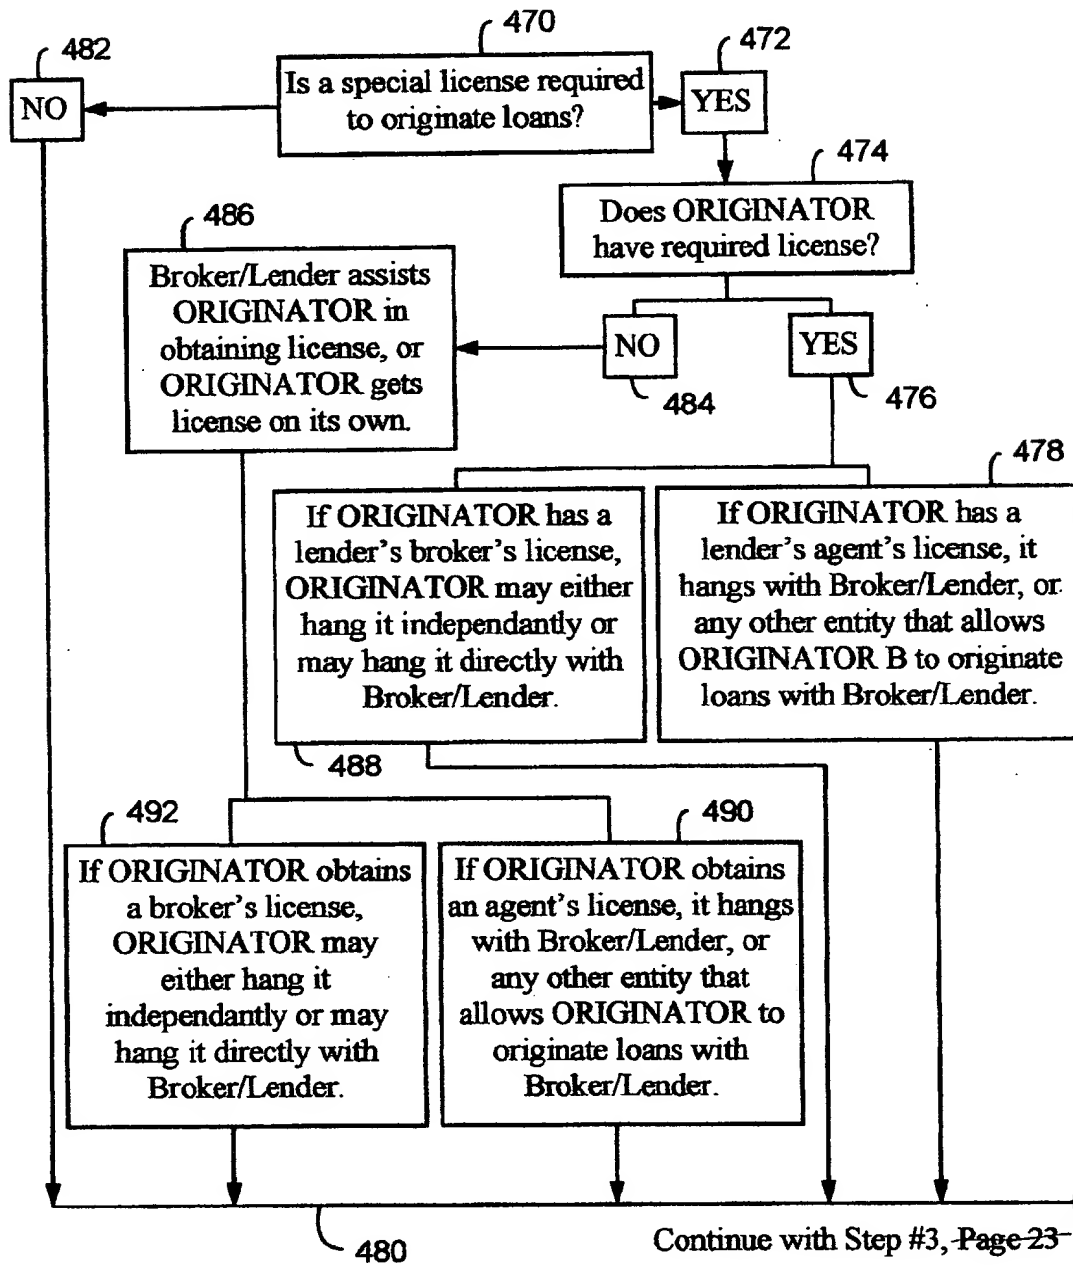 470
482
472
Is a special license required
to originate loans?
NO
YES
474
Does ORIGINATOR
have required license?
486
Broker/Lender assists
ORIGINATOR in
obtaining license, or
ORIGINATOR gets
license on its own.
NO
YES
484
476
478
If ORIGINATOR has a
lender's broker's license,
ORIGINATOR may either
hang it independantly or
may hang it directly with
Broker/Lender.
If ORIGINATOR has a
lender's agent's license, it
hangs with Broker/Lender, or
any other entity that allows
ORIGINATOR B to originate
loans with Broker/Lender.
488
492
490
If ORIGINATOR obtains
a broker's license,
ORIGINATOR may
either hang it
independantly or may
hang it directly with
Broker/Lender.
If ORIGINATOR obtains
an agent's license, it hangs
with Broker/Lender, or
any other entity that
allows ORIGINATOR to
originate loans with
Broker/Lender.
480
Continue with Step #3, Page 23